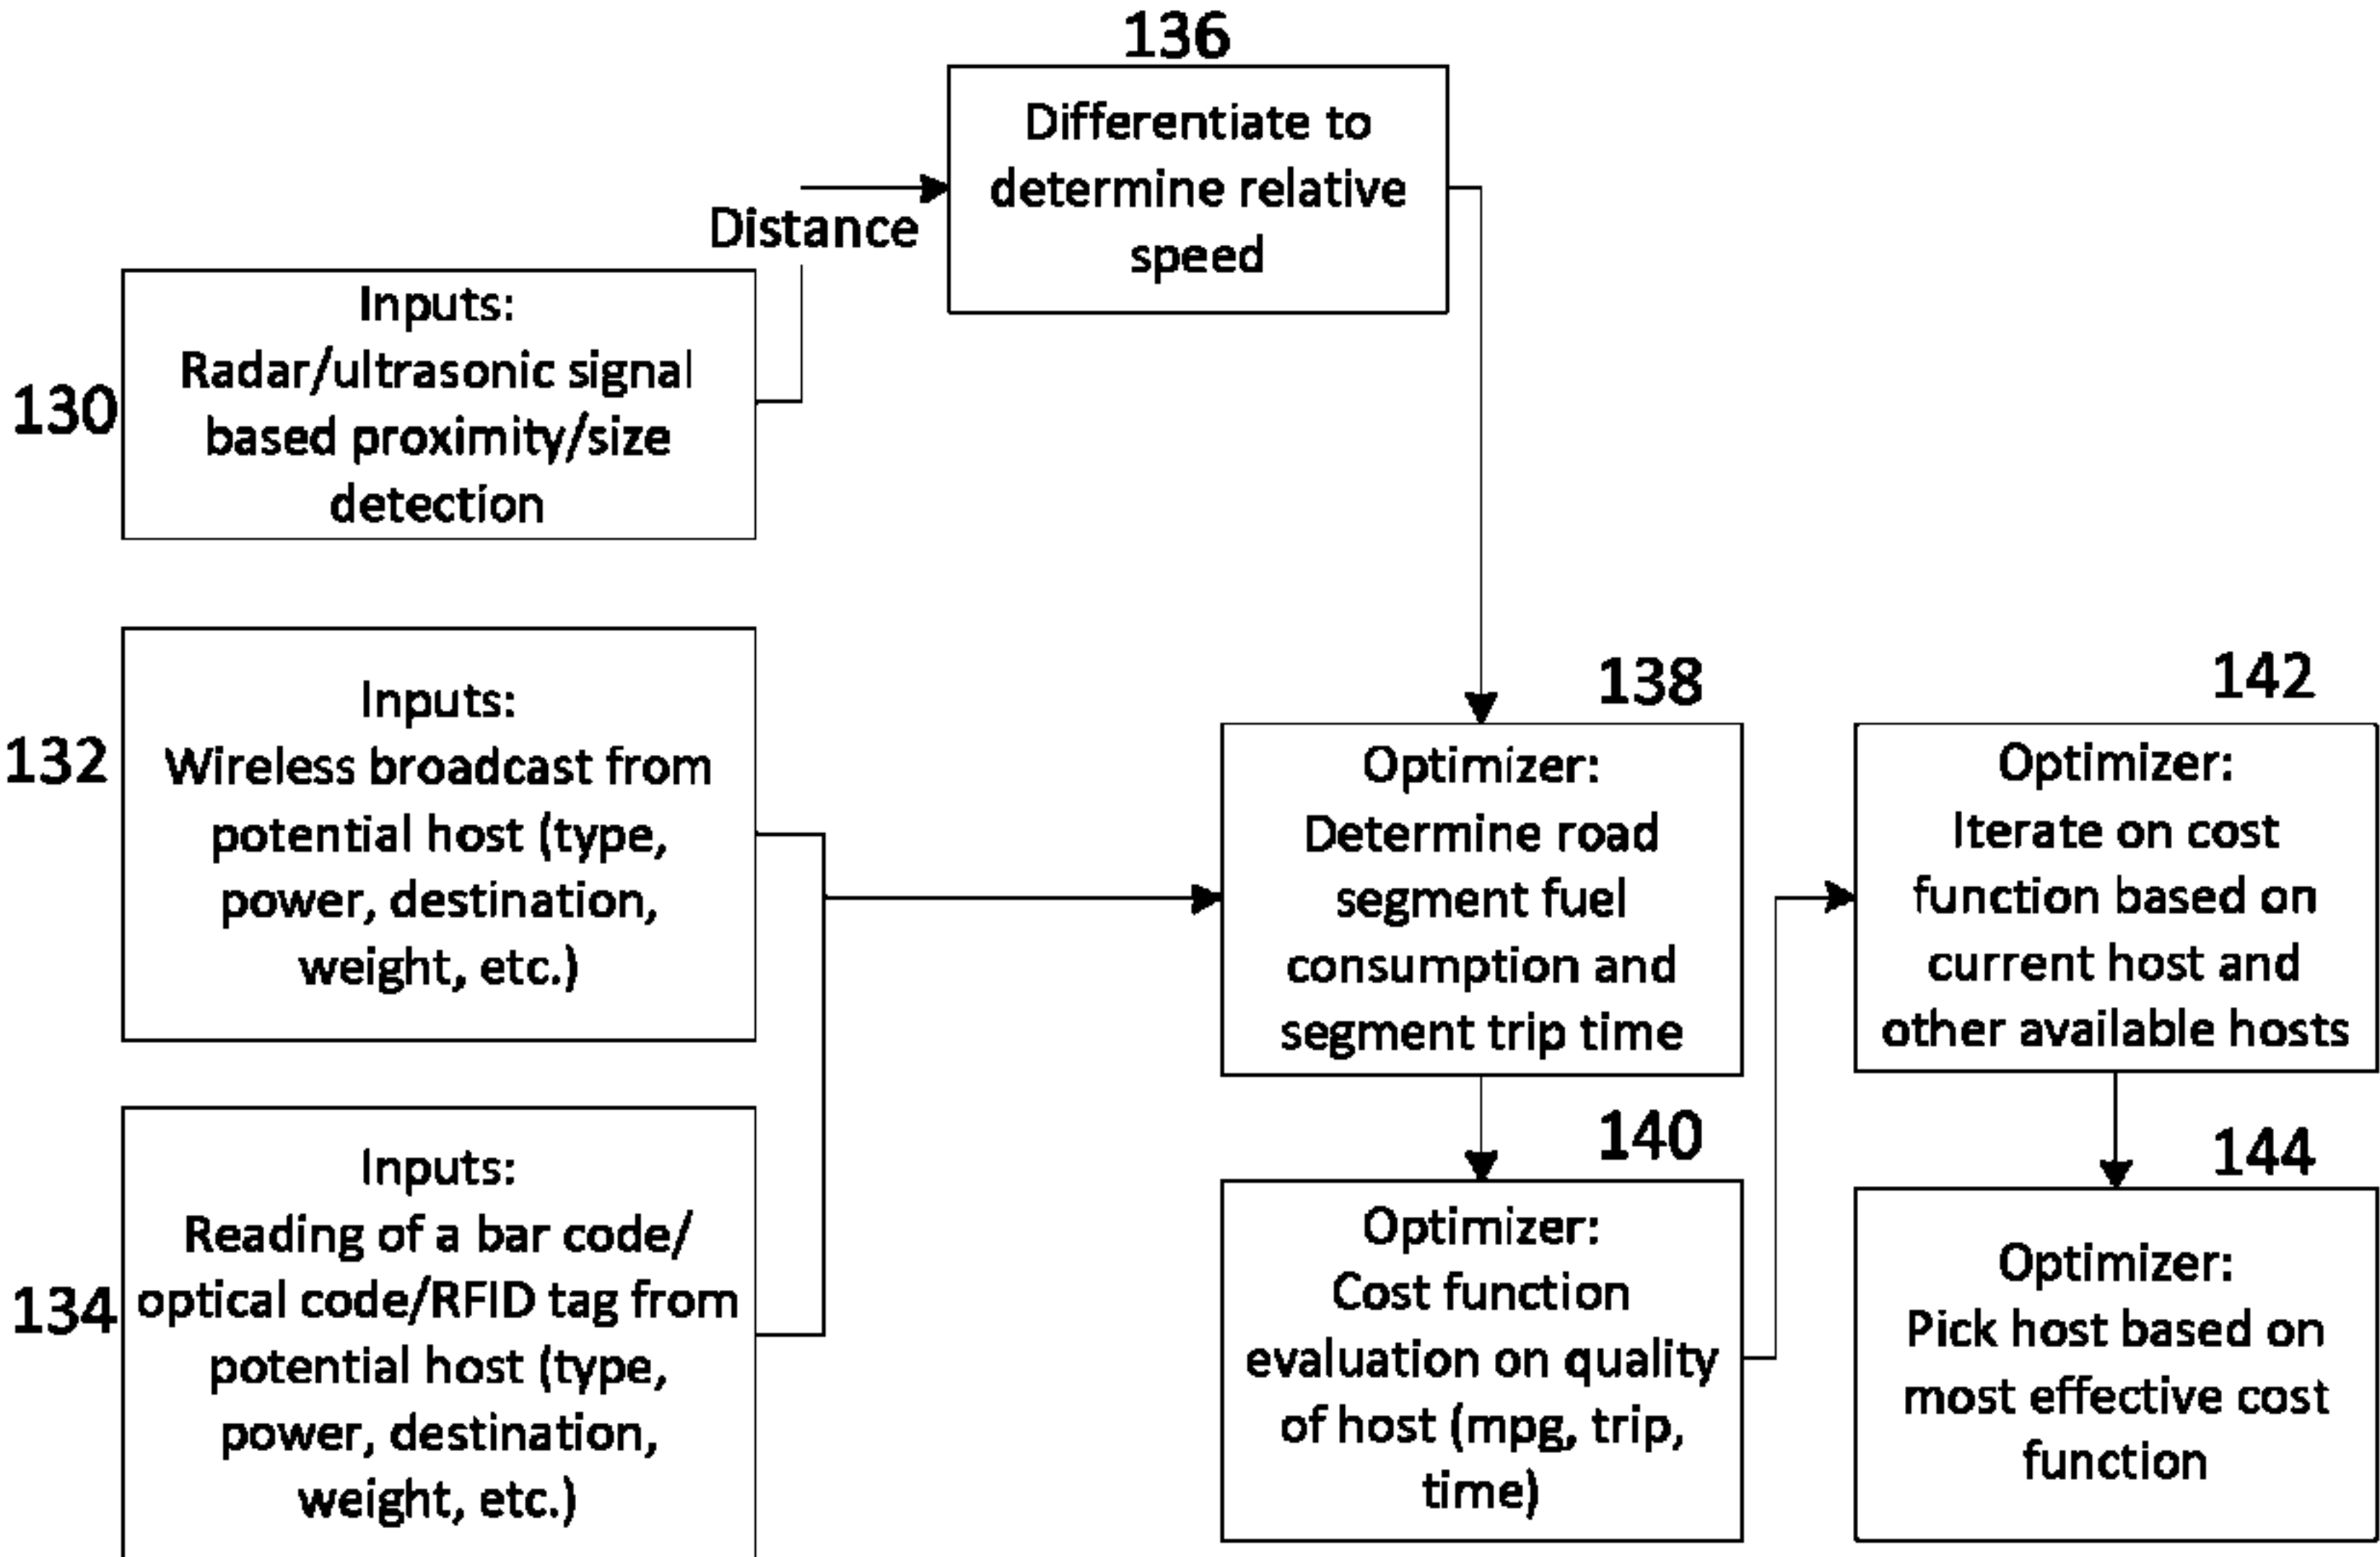 136
Differentiate to
determine relative
speed
Distance
130
Inputs:
Radar/ultrasonic signal
based proximity/size
detection
132
Inputs:
Wireless broadcast from
potential host (type,
power, destination,
weight, etc.)
134
Inputs:
Reading of a bar code/
optical code/RFID tag from
potential host (type,
power, destination,
weight, etc.)
138
Optimizer:
Determine road
segment fuel
consumption and
segment trip time
140
Optimizer:
Cost function
evaluation on quality
of host (mpg, trip,
time)
142
Optimizer:
Iterate on cost
function based on
current host and
other available hosts
144
Optimizer:
Pick host based on
most effective cost
function